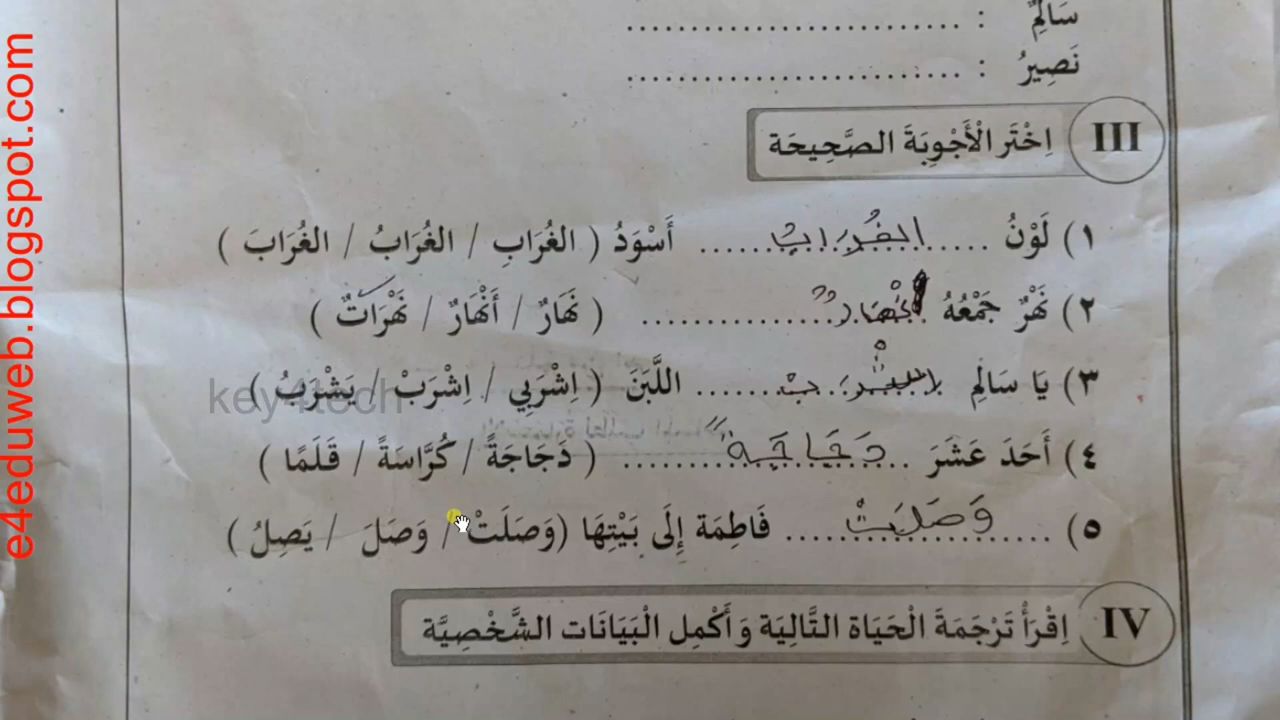 سَالِمٌ : ..........................
نَصِيرُ : ..........................
III اِخْتَرِ الْأَجْوِبَةَ الصَّحِيحَة
١) لَوْنُ ..... الغُرَابِ ..... أَسْوَدُ ( الغُرَابِ / الغُرَابُ / الغُرَابَ )
٢) نَهْرٌ جَمْعُهُ أَنْهَارٌ ............... ( نَهَارٌ / أَنْهَارٌ / نَهْرَاتٌ )
٣) يَا سَالِمِ اِشْرَبْ ........ اللَّبَنَ ( اِشْرَبِي / اِشْرَبْ / يَشْرَبُ )
٤) أَحَدَ عَشَرَ .. دَجَاجَةً ........ ( دَجَاجَةً / كُرَّاسَةً / قَلَمًا )
٥) ..... وَصَلَتْ ..... فَاطِمَة إِلَى بَيْتِهَا (وَصَلَتْ / وَصَلَ / يَصِلُ )
IV اِقْرَأْ تَرْجَمَةَ الْحَيَاة التَّالِيَة وَ أَكْمِل الْبَيَانَات الشَّخْصِيَّة
key 4tech
e4eduweb.blogspot.com